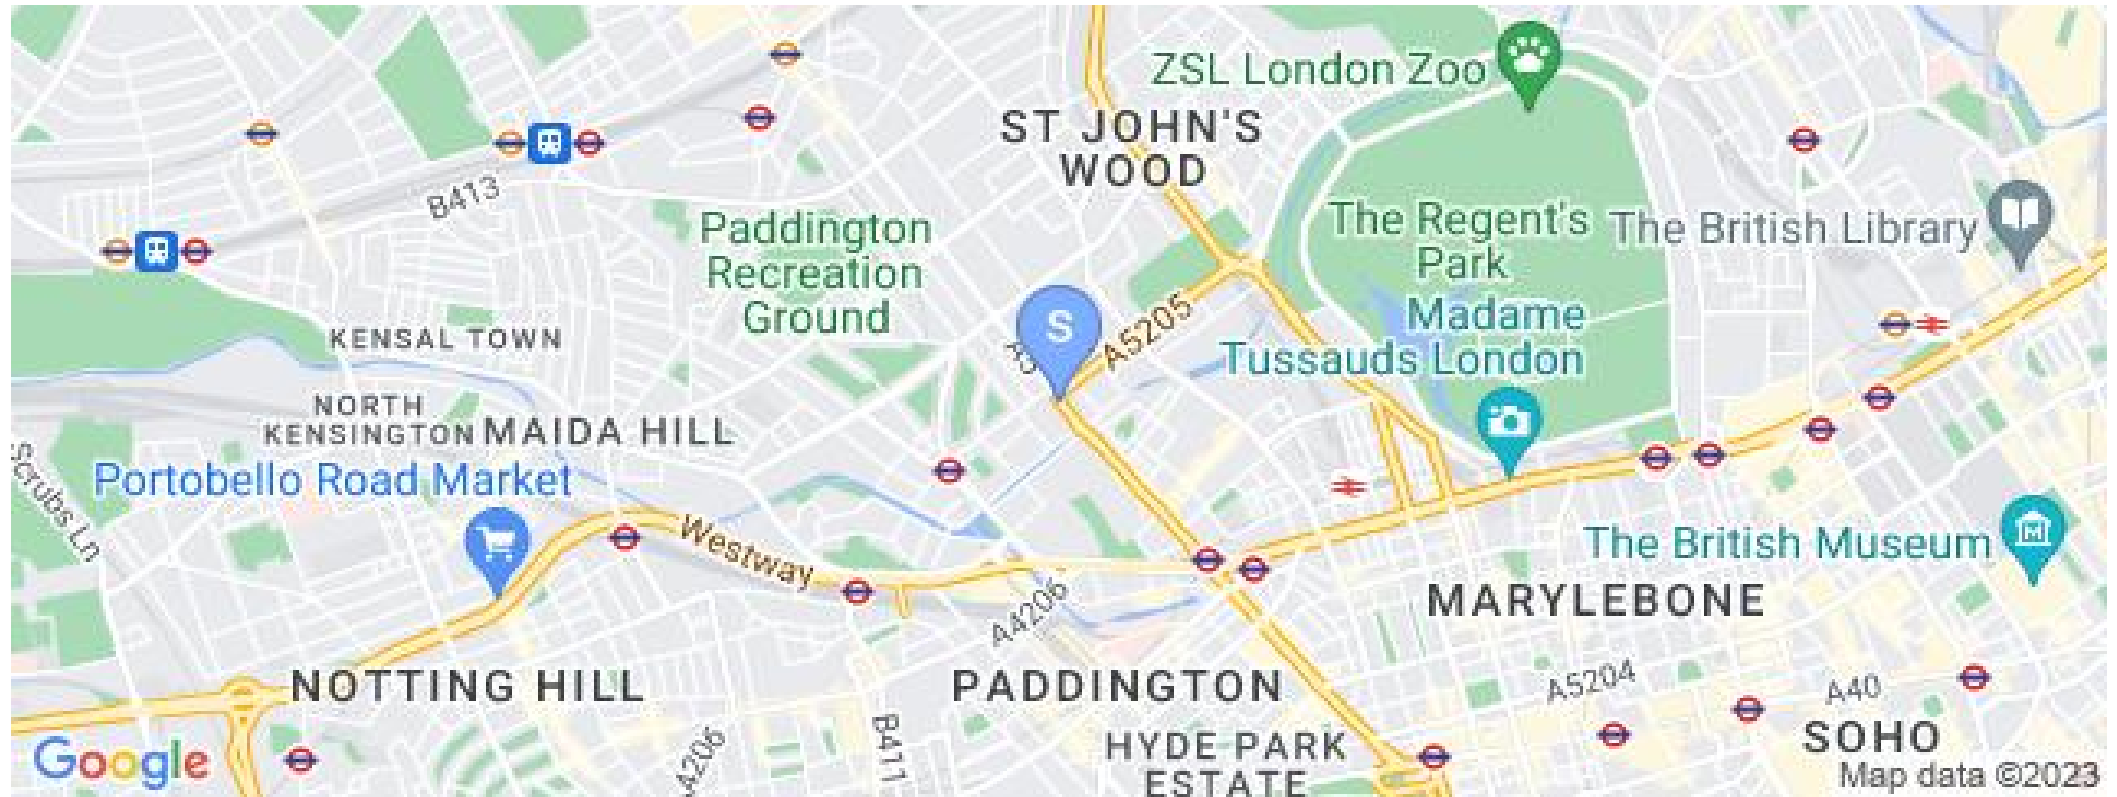 ZSL London Zoo
ST JOHN'S
WOOD
B413
Paddington
Recreation
Ground
The Regent's
Park
The British Library
Madame
Tussauds London
S
A5205
KENSAL TOWN
NORTH
KENSINGTON
MAIDA HILL
Scrubs Ln
Portobello Road Market
Westway
The British Museum
A4206
MARYLEBONE
NOTTING HILL
PADDINGTON
A5204
A40
A4206
B411
HYDE PARK
ESTATE
SOHO
Google
Map data ©2023